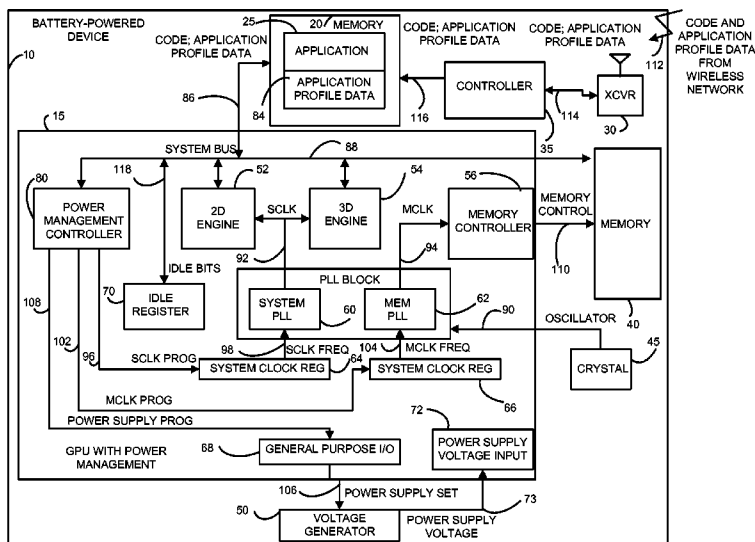 BATTERY-POWERED
DEVICE
10
25
20
MEMORY
CODE; APPLICATION
PROFILE DATA
APPLICATION
APPLICATION
PROFILE DATA
84
86
CODE; APPLICATION
PROFILE DATA
116
CONTROLLER
35
CODE; APPLICATION
PROFILE DATA
114
XCVR
30
112
CODE AND
APPLICATION
PROFILE DATA
FROM
WIRELESS
NETWORK
15
SYSTEM BUS
88
118
80
POWER
MANAGEMENT
CONTROLLER
52
2D
ENGINE
SCLK
92
54
3D
ENGINE
MCLK
94
56
MEMORY
CONTROLLER
MEMORY
CONTROL
110
MEMORY
40
IDLE BITS
70
IDLE
REGISTER
PLL BLOCK
SYSTEM
PLL
60
MEM
PLL
62
90
OSCILLATOR
CRYSTAL
45
108
102
96
98
SCLK FREQ
104
MCLK FREQ
SCLK PROG
SYSTEM CLOCK REG
64
SYSTEM CLOCK REG
66
MCLK PROG
POWER SUPPLY PROG
GPU WITH POWER
MANAGEMENT
68
GENERAL PURPOSE I/O
72
POWER SUPPLY
VOLTAGE INPUT
106
POWER SUPPLY SET
73
50
VOLTAGE
GENERATOR
POWER SUPPLY
VOLTAGE